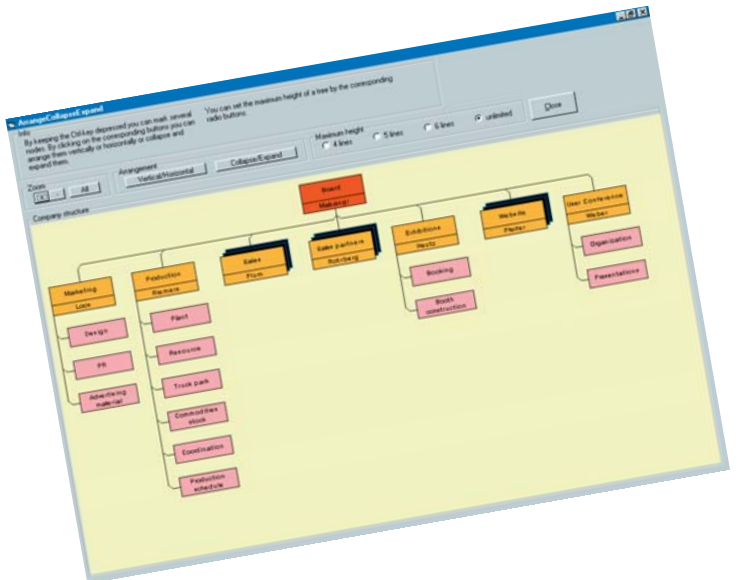 ArrangeCollapseExpand
Info
By keeping the Ctrl-key depressed you can mark several
nodes. By clicking on the corresponding buttons you can
arrange them vertically or horizontally or collapse and
expand them.
You can set the maximum height of a tree by the corresponding
radio buttons.
Zoom
+
-
All
Arrangement
Vertical/Horizontal
Collapse/Expand
Maximum height
4 lines
5 lines
6 lines
unlimited
Close
Company structure
Board
Marketing
Design
PR
Advertising
material
Production
Plant
Resource
Truck park
Commodities
stock
Coordination
Production
schedule
Sales
Plum
Sales partners
Exhibitions
Booking
Booth
construction
Website
User Conference
Weber
Organization
Presentations